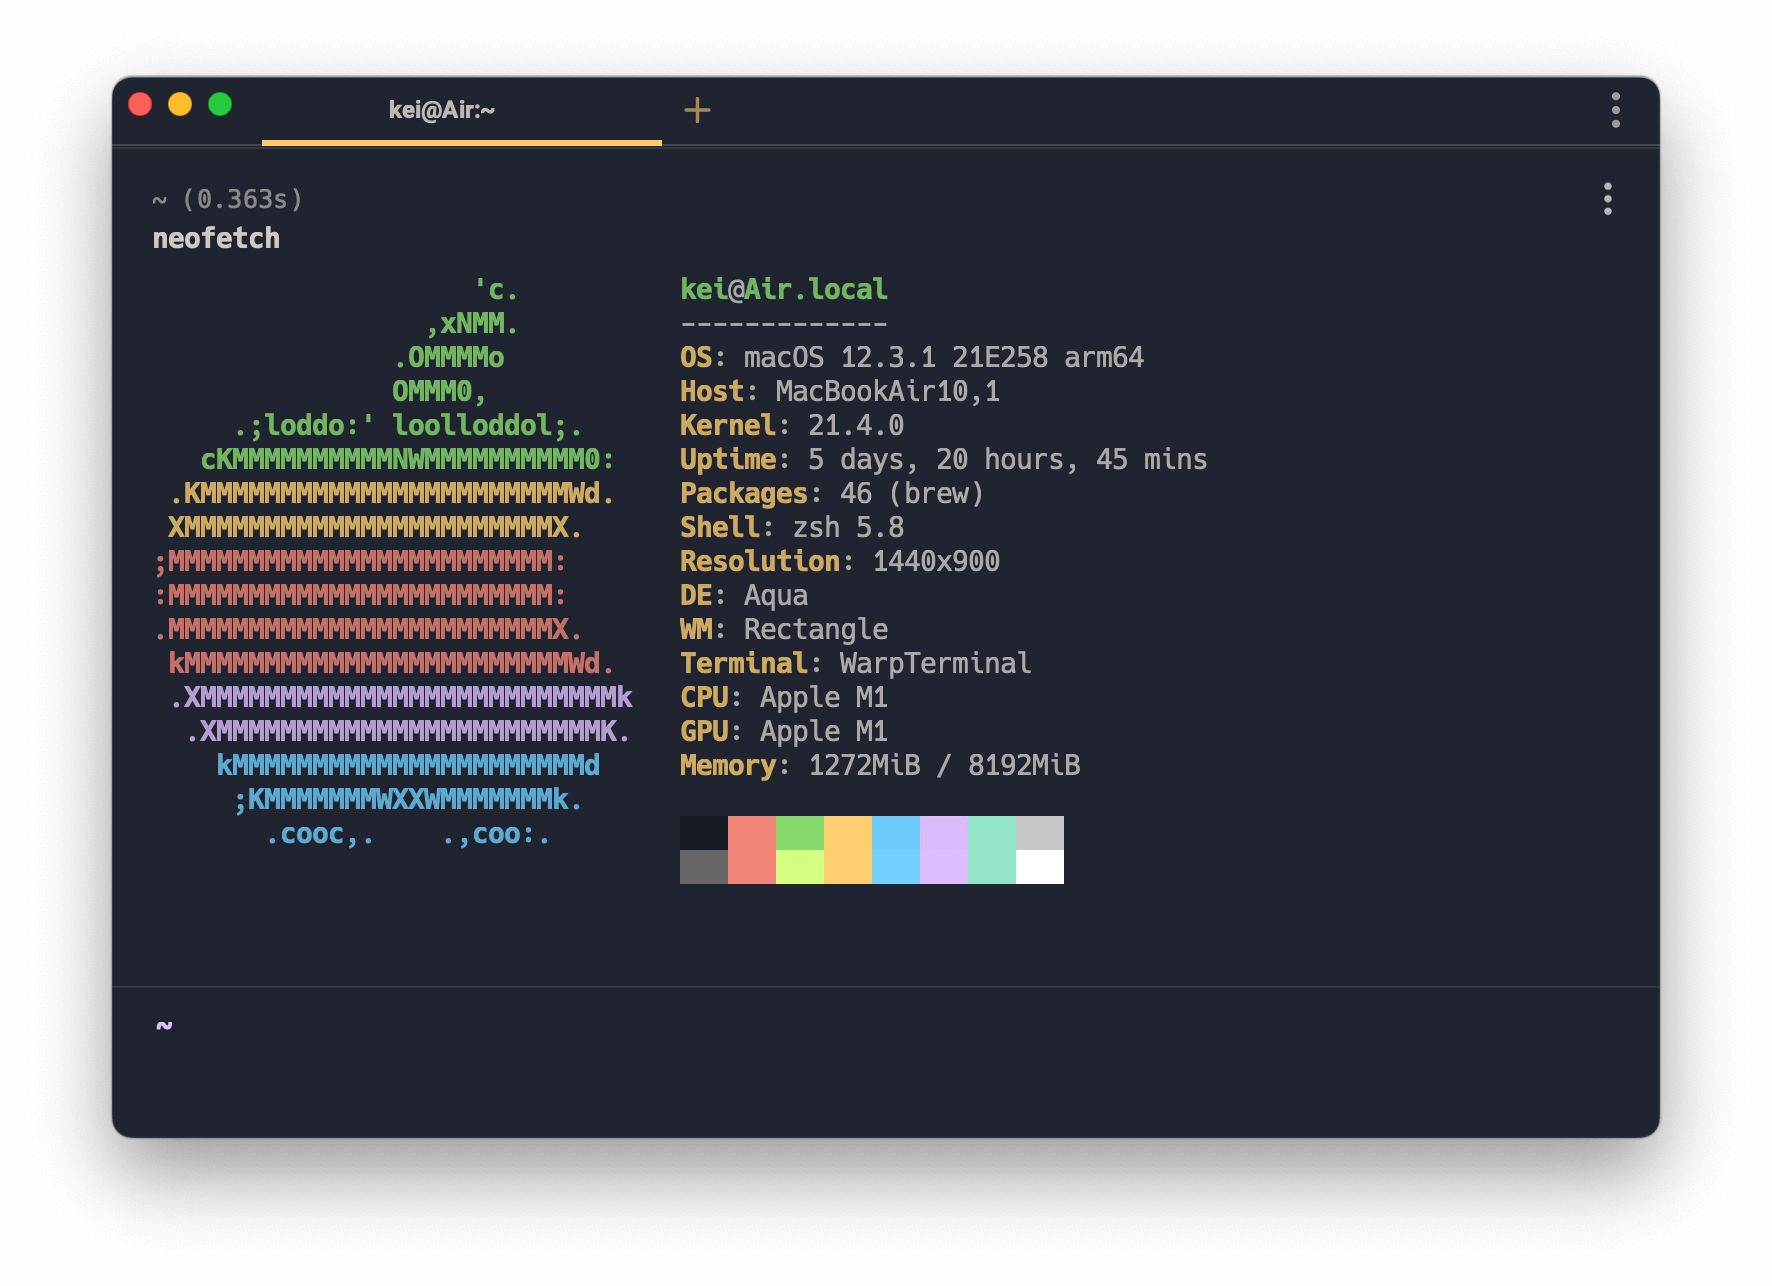 kei@Air:~
~ (0.363s)
neofetch
                    'c.          kei@Air.local
                 ,xNMM.          -------------
               .OMMMMo           OS: macOS 12.3.1 21E258 arm64
               OMMM0,            Host: MacBookAir10,1
     .;loddo:' loolloddol;.      Kernel: 21.4.0
   cKMMMMMMMMMMNWMMMMMMMMMM0:    Uptime: 5 days, 20 hours, 45 mins
 .KMMMMMMMMMMMMMMMMMMMMMMMWd.    Packages: 46 (brew)
 XMMMMMMMMMMMMMMMMMMMMMMMX.      Shell: zsh 5.8
;MMMMMMMMMMMMMMMMMMMMMMMM:       Resolution: 1440x900
:MMMMMMMMMMMMMMMMMMMMMMMM:       DE: Aqua
.MMMMMMMMMMMMMMMMMMMMMMMMX.      WM: Rectangle
 kMMMMMMMMMMMMMMMMMMMMMMMMWd.    Terminal: WarpTerminal
 .XMMMMMMMMMMMMMMMMMMMMMMMMMMk   CPU: Apple M1
  .XMMMMMMMMMMMMMMMMMMMMMMMMK.   GPU: Apple M1
    kMMMMMMMMMMMMMMMMMMMMMMd     Memory: 1272MiB / 8192MiB
     ;KMMMMMMMWXXWMMMMMMMk.
       .cooc,.    .,coo:.
~